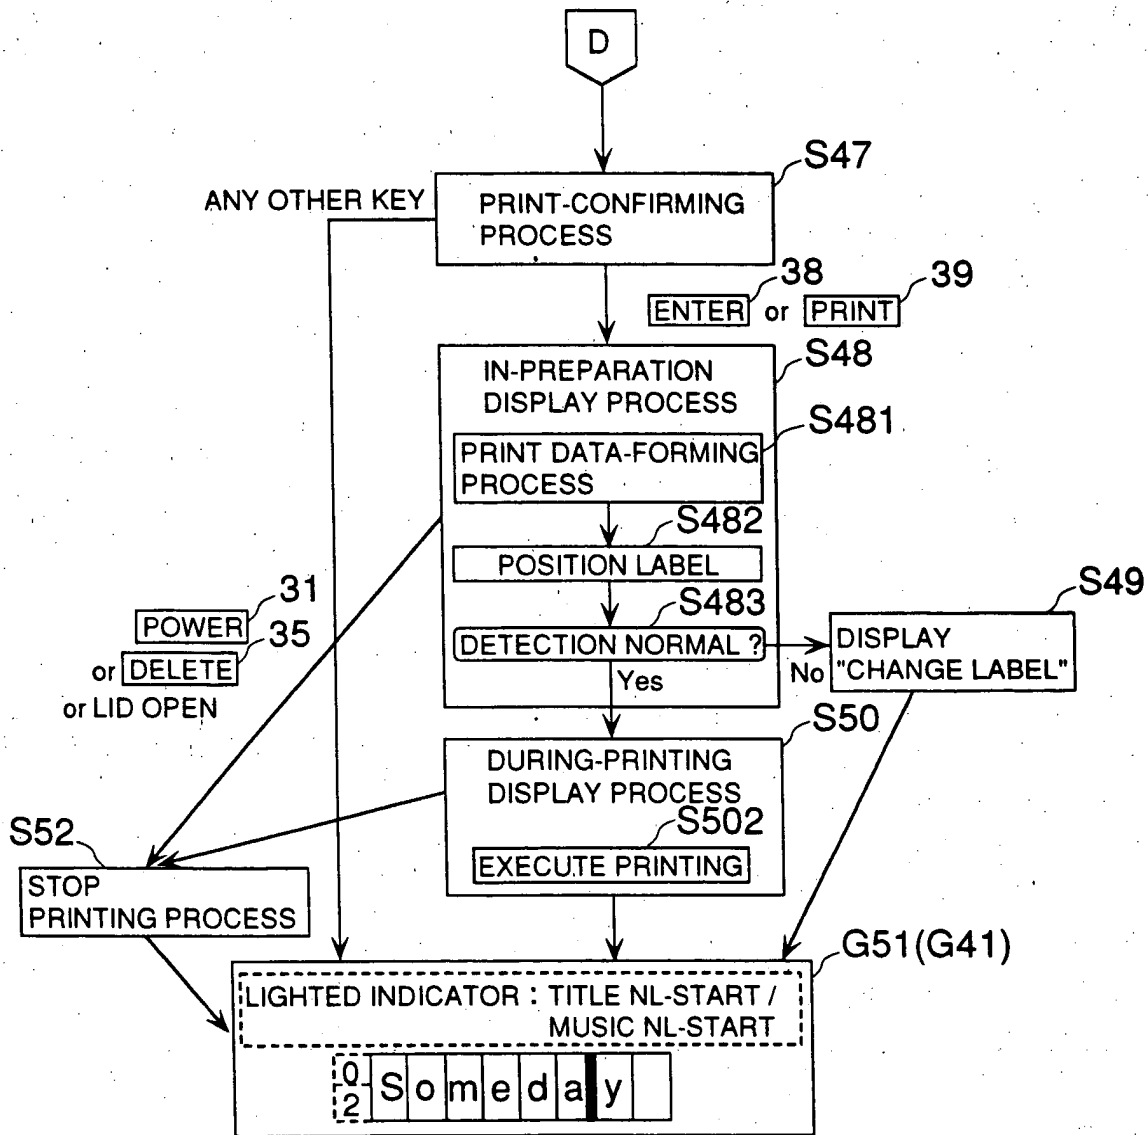 D
S47
ANY OTHER KEY
PRINT-CONFIRMING
PROCESS
38
39
ENTER or PRINT
S48
IN-PREPARATION
DISPLAY PROCESS
S481
PRINT DATA-FORMING
PROCESS
S482
POSITION LABEL
S483
DETECTION NORMAL ?
Yes
No
S49
DISPLAY
"CHANGE LABEL"
31
POWER
35
or DELETE
or LID OPEN
S50
DURING-PRINTING
DISPLAY PROCESS
S502
EXECUTE PRINTING
S52
STOP
PRINTING PROCESS
G51(G41)
LIGHTED INDICATOR : TITLE NL-START /
MUSIC NL-START
0
2
Someday